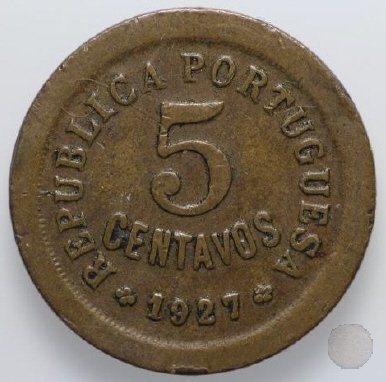 REPUBLICA PORTUGUESA
5
CENTAVOS
* 1927 *